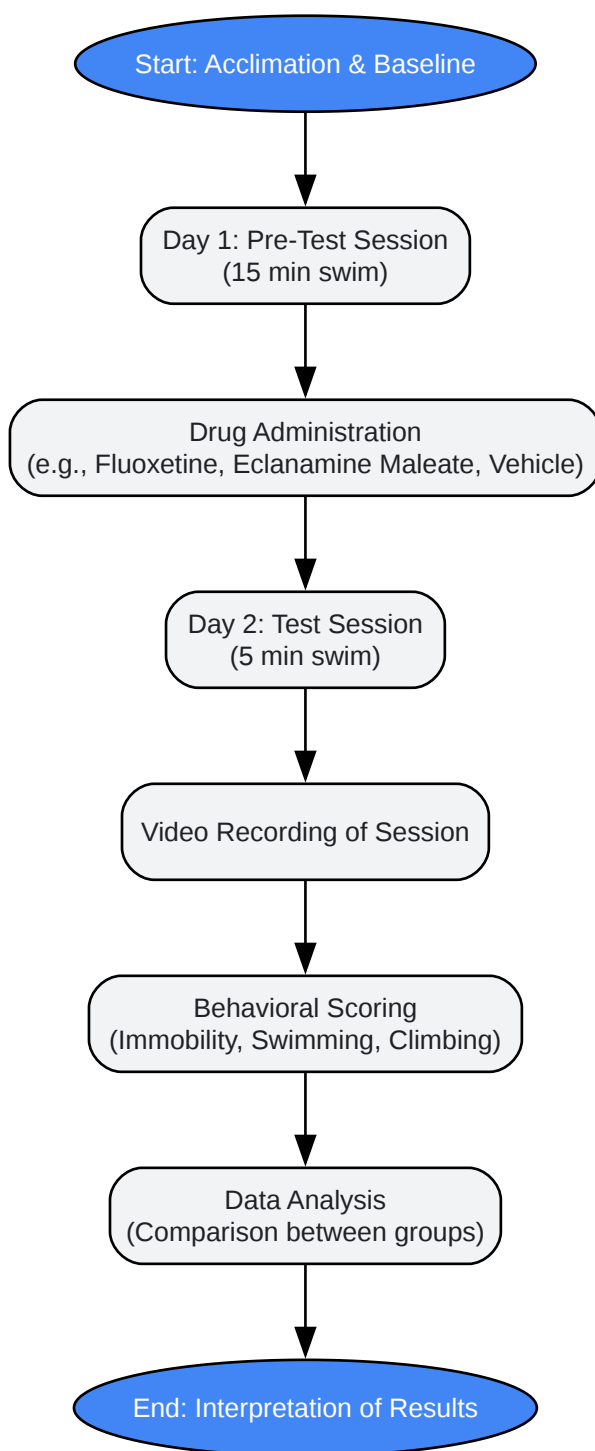 Start: Acclimation & Baseline
Day 1: Pre-Test Session
(15 min swim)
Drug Administration
(e.g., Fluoxetine, Eclanamine Maleate, Vehicle)
Day 2: Test Session
(5 min swim)
Video Recording of Session
Behavioral Scoring
(Immobility, Swimming, Climbing)
Data Analysis
(Comparison between groups)
End: Interpretation of Results